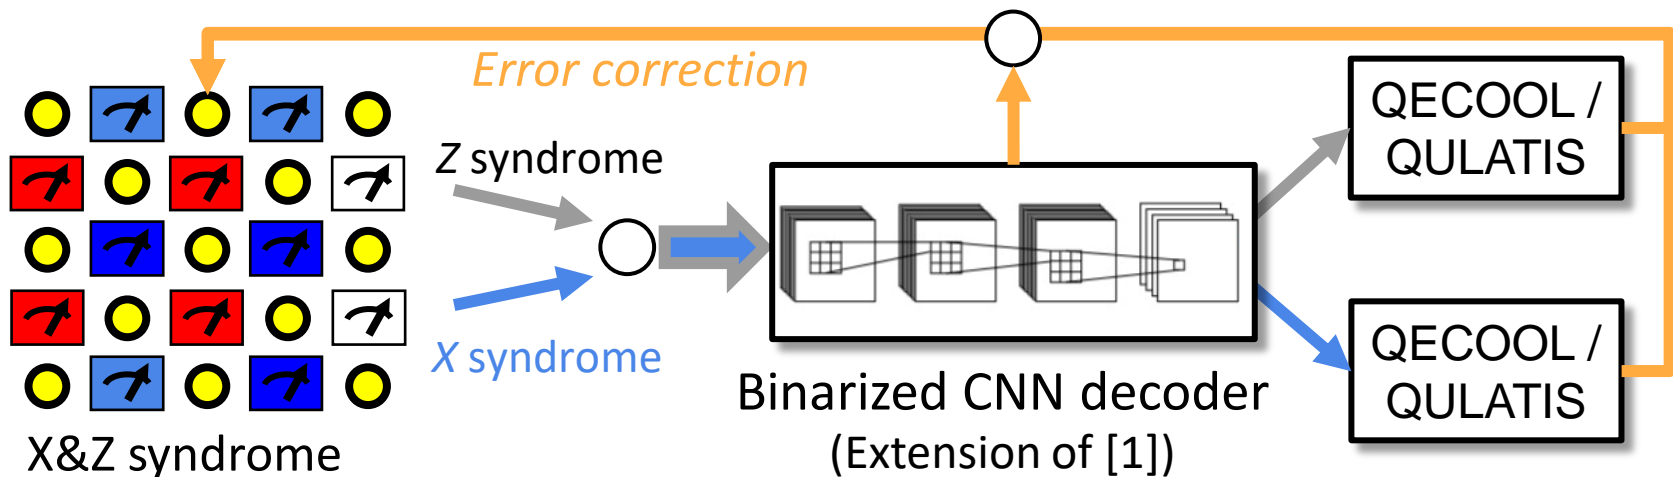 Error correction
QECOOL /
QULATIS
Z syndrome
X syndrome
QECOOL /
QULATIS
Binarized CNN decoder
(Extension of [1])
X&Z syndrome